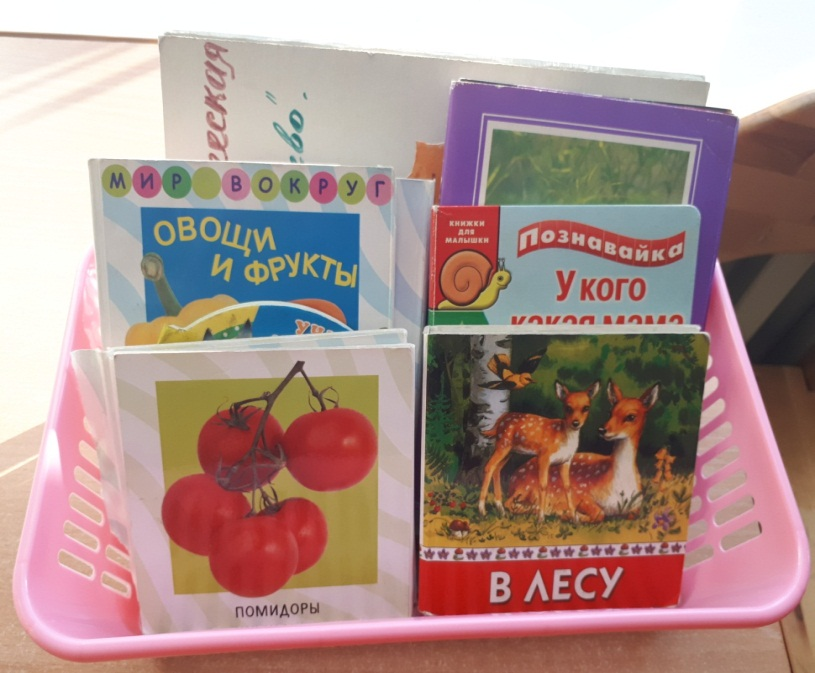 МИР ВОКРУГ
ОВОЩИ
И ФРУКТЫ
ПОМИДОРЫ
КНИЖКИ
ДЛЯ
МАЛЫШКИ
Познавайка
У кого
какая мама
В ЛЕСУ